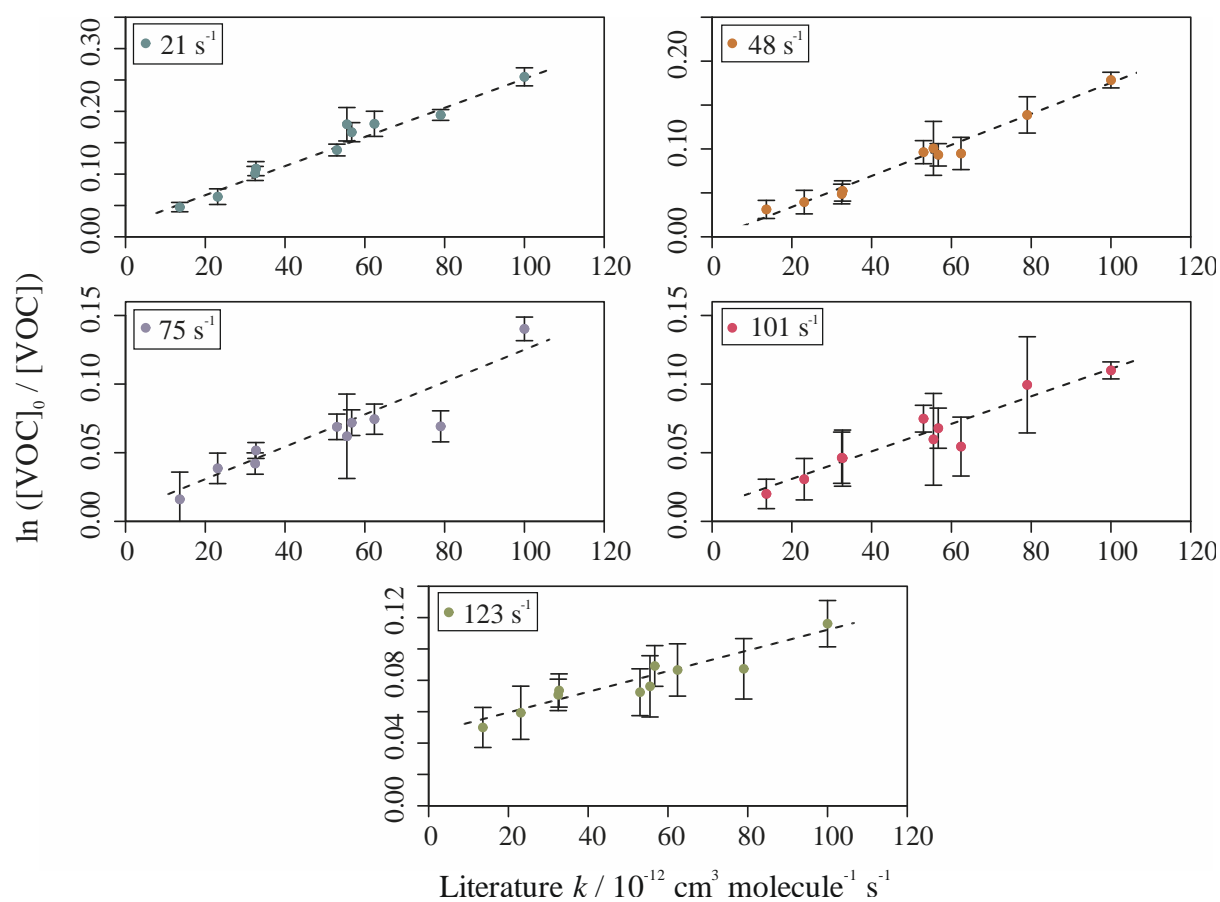 21 s⁻¹
0.00 0.10 0.20 0.30
0 20 40 60 80 100 120
48 s⁻¹
0.00 0.10 0.20
0 20 40 60 80 100 120
75 s⁻¹
0.00 0.05 0.10 0.15
0 20 40 60 80 100 120
101 s⁻¹
0.00 0.05 0.10 0.15
0 20 40 60 80 100 120
123 s⁻¹
0.00 0.04 0.08 0.12
0 20 40 60 80 100 120
ln ([VOC]₀ / [VOC])
Literature k / 10⁻¹² cm³ molecule⁻¹ s⁻¹